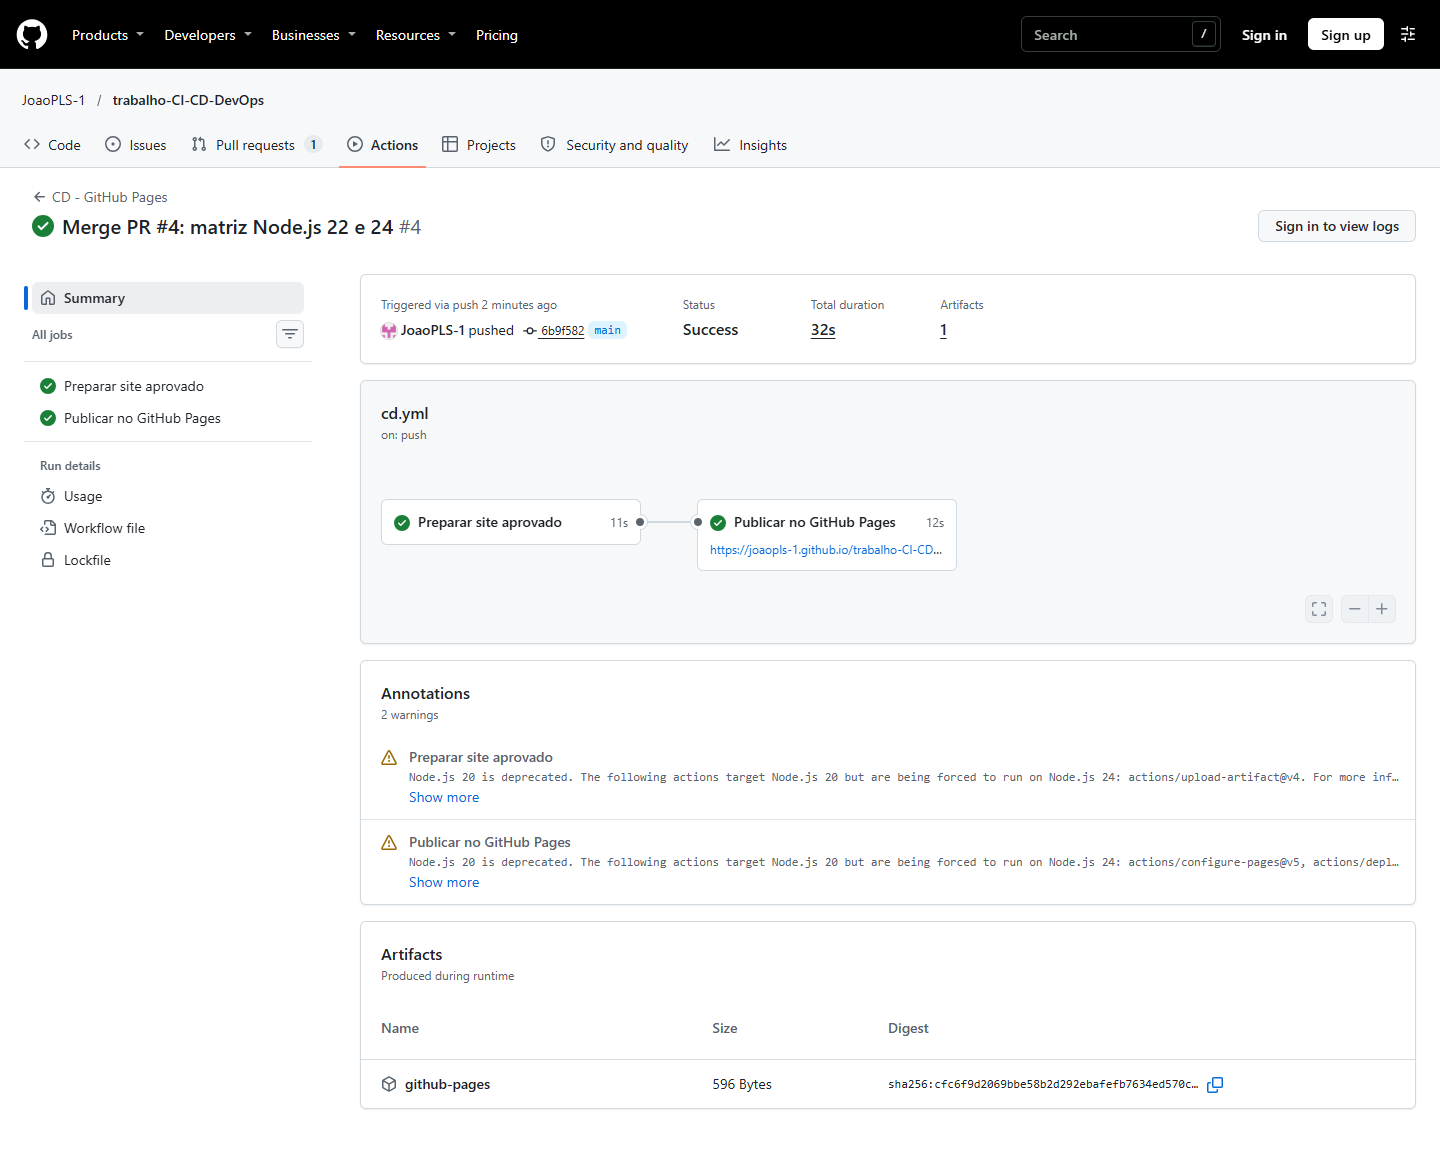 Products Developers Businesses Resources Pricing Search / Sign in Sign up
JoaoPLS-1 / trabalho-CI-CD-DevOps
Code Issues Pull requests 1 Actions Projects Security and quality Insights
CD - GitHub Pages
Merge PR #4: matriz Node.js 22 e 24 #4
Sign in to view logs
Summary
All jobs
Preparar site aprovado
Publicar no GitHub Pages
Run details
Usage
Workflow file
Lockfile
Triggered via push 2 minutes ago
JoaoPLS-1 pushed 6b9f582 main
Status
Success
Total duration
32s
Artifacts
1
cd.yml
on: push
Preparar site aprovado 11s
Publicar no GitHub Pages 12s
https://joaopls-1.github.io/trabalho-CI-CD...
Annotations
2 warnings
Preparar site aprovado
Node.js 20 is deprecated. The following actions target Node.js 20 but are being forced to run on Node.js 24: actions/upload-artifact@v4. For more inf…
Show more
Publicar no GitHub Pages
Node.js 20 is deprecated. The following actions target Node.js 20 but are being forced to run on Node.js 24: actions/configure-pages@v5, actions/depl…
Show more
Artifacts
Produced during runtime
Name Size Digest
github-pages 596 Bytes sha256:cfc6f9d2069bbe58b2d292ebafefb7634ed570c…